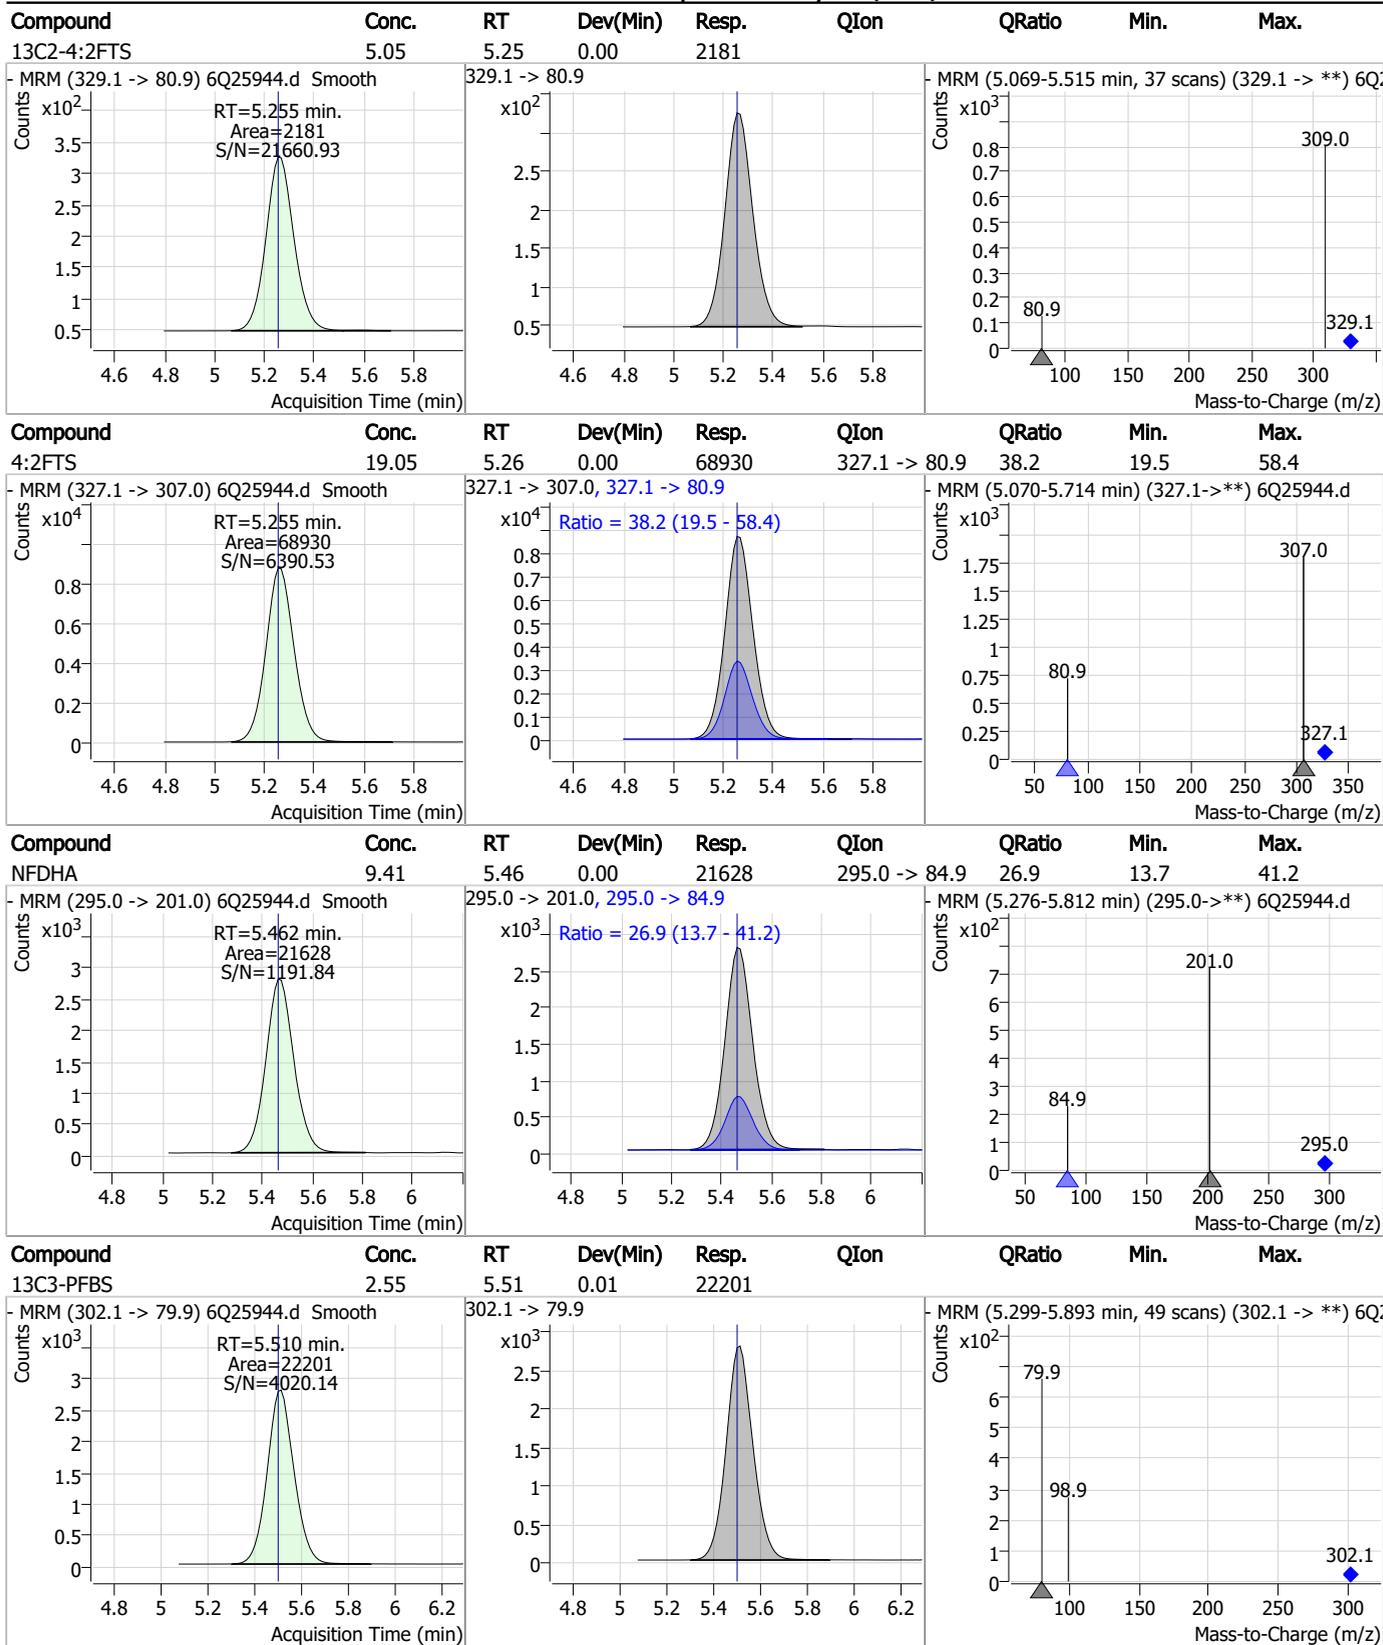 Compound Conc. RT Dev(Min) Resp. QIon QRatio Min. Max.
13C2-4:2FTS 5.05 5.25 0.00 2181
- MRM (329.1 -> 80.9) 6Q25944.d Smooth
Counts
x10²
RT=5.255 min.
Area=2181
S/N=21660.93
3.5
3
2.5
2
1.5
1
0.5
4.6 4.8 5 5.2 5.4 5.6 5.8
Acquisition Time (min)
329.1 -> 80.9
x10²
2.5
2
1.5
1
0.5
4.6 4.8 5 5.2 5.4 5.6 5.8
- MRM (5.069-5.515 min, 37 scans) (329.1 -> **)
Counts
x10³
309.0
0.8
0.7
0.6
0.5
0.4
0.3
0.2
0.1
0
80.9
329.1
100 150 200 250 300
Mass-to-Charge (m/z)
Compound Conc. RT Dev(Min) Resp. QIon QRatio Min. Max.
4:2FTS 19.05 5.26 0.00 68930 327.1 -> 80.9 38.2 19.5 58.4
- MRM (327.1 -> 307.0) 6Q25944.d Smooth
Counts
x10⁴
RT=5.255 min.
Area=68930
S/N=6390.53
0.8
0.6
0.4
0.2
0
4.6 4.8 5 5.2 5.4 5.6 5.8
Acquisition Time (min)
327.1 -> 307.0, 327.1 -> 80.9
x10⁴
Ratio = 38.2 (19.5 - 58.4)
0.8
0.7
0.6
0.5
0.4
0.3
0.2
0.1
0
4.6 4.8 5 5.2 5.4 5.6 5.8
- MRM (5.070-5.714 min) (327.1->**) 6Q25944.d
Counts
x10³
307.0
1.75
1.5
1.25
1
0.75
0.5
0.25
0
80.9
327.1
50 100 150 200 250 300 350
Mass-to-Charge (m/z)
Compound Conc. RT Dev(Min) Resp. QIon QRatio Min. Max.
NFDHA 9.41 5.46 0.00 21628 295.0 -> 84.9 26.9 13.7 41.2
- MRM (295.0 -> 201.0) 6Q25944.d Smooth
Counts
x10³
RT=5.462 min.
Area=21628
S/N=1191.84
3
2.5
2
1.5
1
0.5
0
4.8 5 5.2 5.4 5.6 5.8 6
Acquisition Time (min)
295.0 -> 201.0, 295.0 -> 84.9
x10³
Ratio = 26.9 (13.7 - 41.2)
2.5
2
1.5
1
0.5
0
4.8 5 5.2 5.4 5.6 5.8 6
- MRM (5.276-5.812 min) (295.0->**) 6Q25944.d
Counts
x10²
201.0
7
6
5
4
3
2
1
0
84.9
295.0
50 100 150 200 250 300
Mass-to-Charge (m/z)
Compound Conc. RT Dev(Min) Resp. QIon QRatio Min. Max.
13C3-PFBS 2.55 5.51 0.01 22201
- MRM (302.1 -> 79.9) 6Q25944.d Smooth
Counts
x10³
RT=5.510 min.
Area=22201
S/N=4020.14
3
2.5
2
1.5
1
0.5
0
4.8 5 5.2 5.4 5.6 5.8 6 6.2
Acquisition Time (min)
302.1 -> 79.9
x10³
2.5
2
1.5
1
0.5
0
4.8 5 5.2 5.4 5.6 5.8 6 6.2
- MRM (5.299-5.893 min, 49 scans) (302.1 -> **)
Counts
x10²
79.9
6
5
4
3
2
1
0
98.9
302.1
100 150 200 250 300
Mass-to-Charge (m/z)